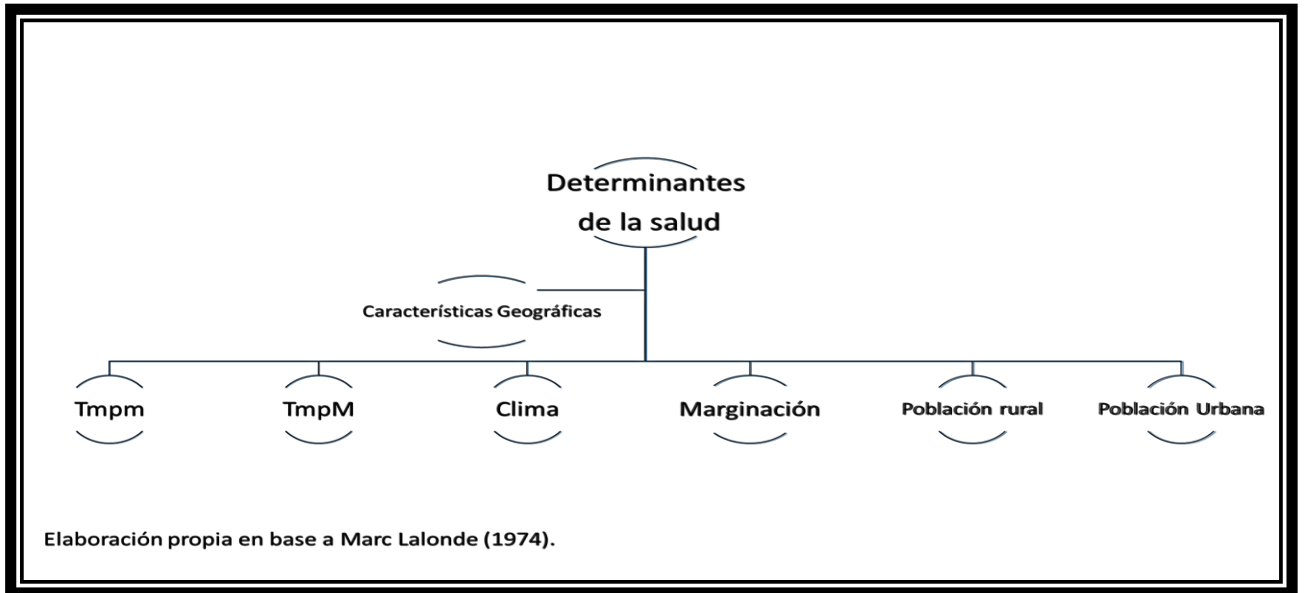 Determinantes
de la salud
Características Geográficas
Tmpm
TmpM
Clima
Marginación
Población rural
Población Urbana
Elaboración propia en base a Marc Lalonde (1974).